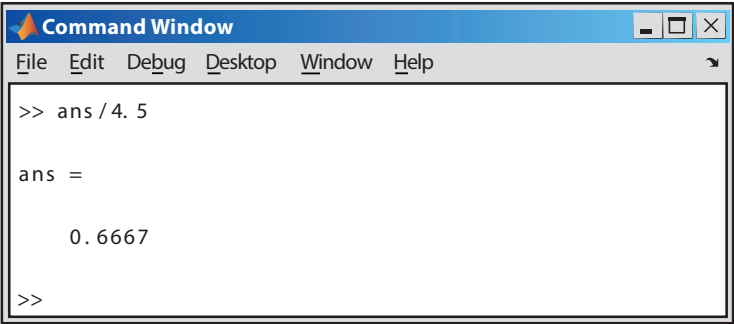 Command Window
File Edit Debug Desktop Window Help
>> ans/4.5
ans =
0.6667
>>